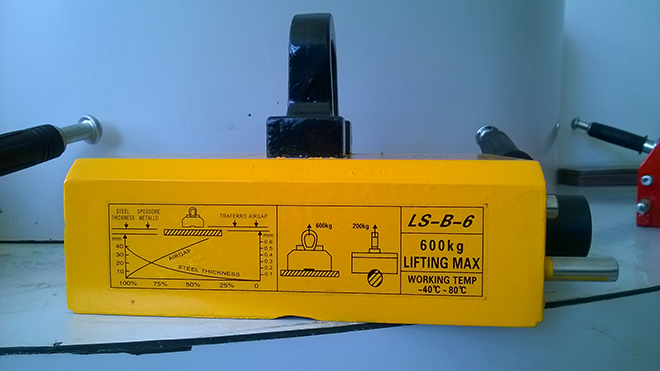 STEEL THICKNESS
SPESSORE METALLO
TRAFERRO AIRGAP
mm
40
30
20
10
mm
0.6
0.5
0.4
0.3
0.2
0.1
AIRGAP
STEEL THICKNESS
100% 75% 50% 25% 0
600kg
200kg
LS-B-6
600kg
LIFTING MAX
WORKING TEMP
-40℃~80℃